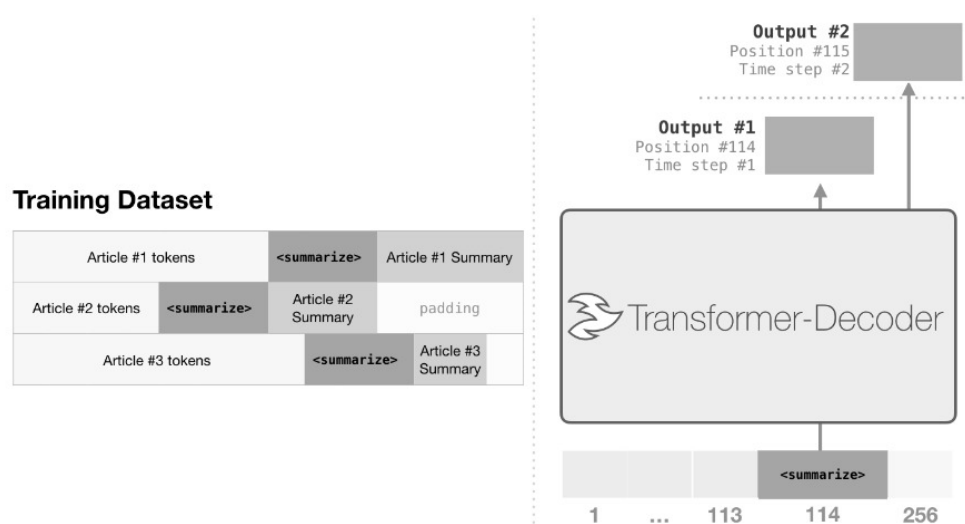 Training Dataset
Article #1 tokens <summarize> Article #1 Summary
Article #2 tokens <summarize> Article #2
Summary padding
Article #3 tokens <summarize> Article #3
Summary
Output #2
Position #115
Time step #2
Output #1
Position #114
Time step #1
Transformer-Decoder
<summarize>
1 ... 113 114 256